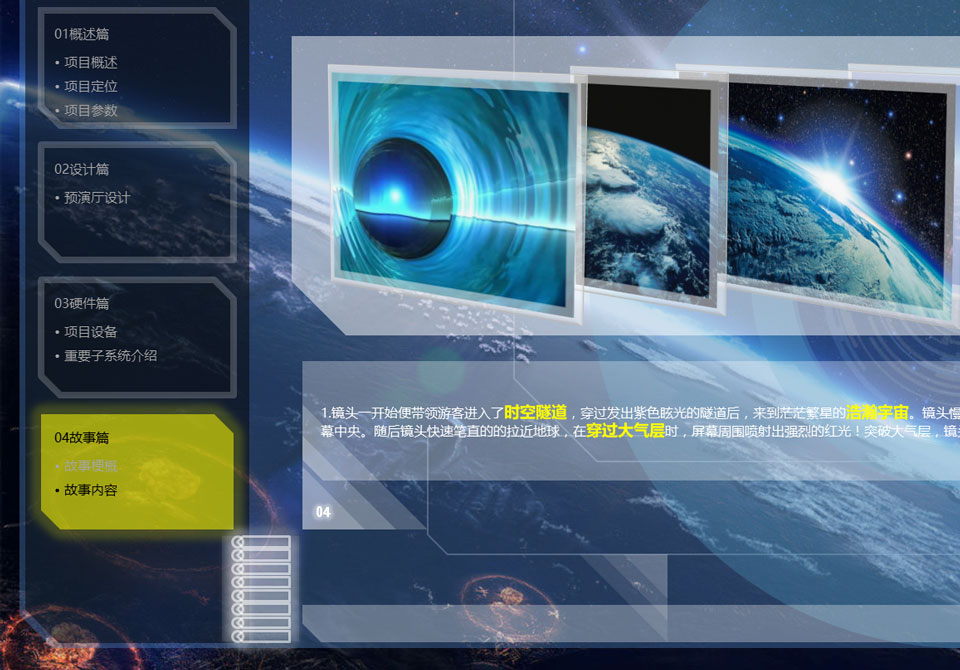 01概述篇
• 项目概述
• 项目定位
• 项目参数
02设计篇
• 预演厅设计
03硬件篇
• 项目设备
• 重要子系统介绍
04故事篇
• 故事梗概
• 故事内容
1.镜头一开始便带领游客进入了时空隧道，穿过发出紫色眩光的隧道后，来到茫茫繁星的浩瀚宇宙。镜头慢
幕中央。随后镜头快速笔直的的拉近地球，在穿过大气层时，屏幕周围喷射出强烈的红光！突破大气层，镜头
04